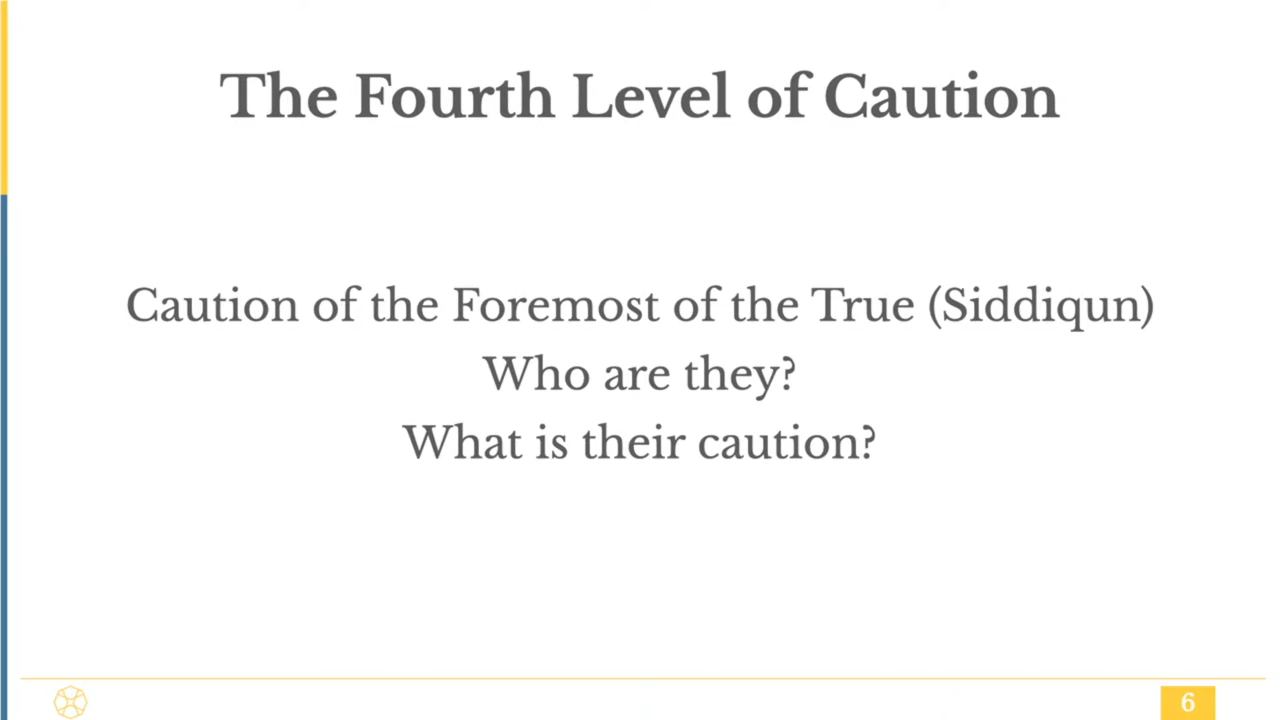 The Fourth Level of Caution
Caution of the Foremost of the True (Siddiqun)
Who are they?
What is their caution?
6